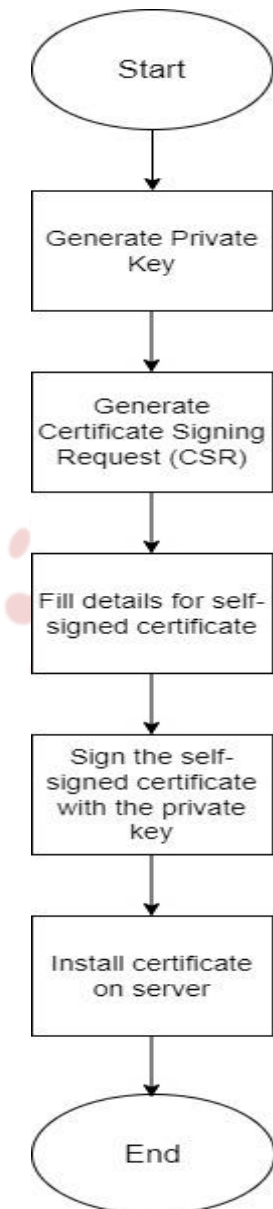 Start
Generate Private
Key
Generate
Certificate Signing
Request (CSR)
Fill details for self-
signed certificate
Sign the self-
signed certificate
with the private
key
Install certificate
on server
End